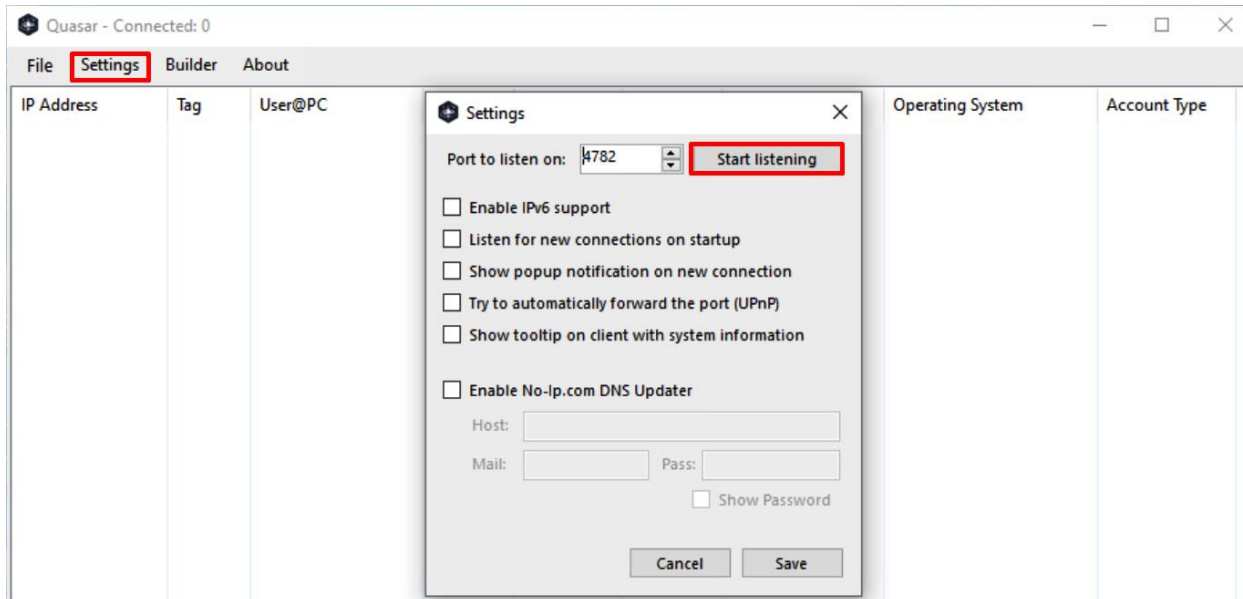 Quasar - Connected: 0
File Settings Builder About
IP Address Tag User@PC Operating System Account Type
Settings
Port to listen on: 4782 Start listening
Enable IPv6 support
Listen for new connections on startup
Show popup notification on new connection
Try to automatically forward the port (UPnP)
Show tooltip on client with system information
Enable No-Ip.com DNS Updater
Host:
Mail: Pass:
Show Password
Cancel Save